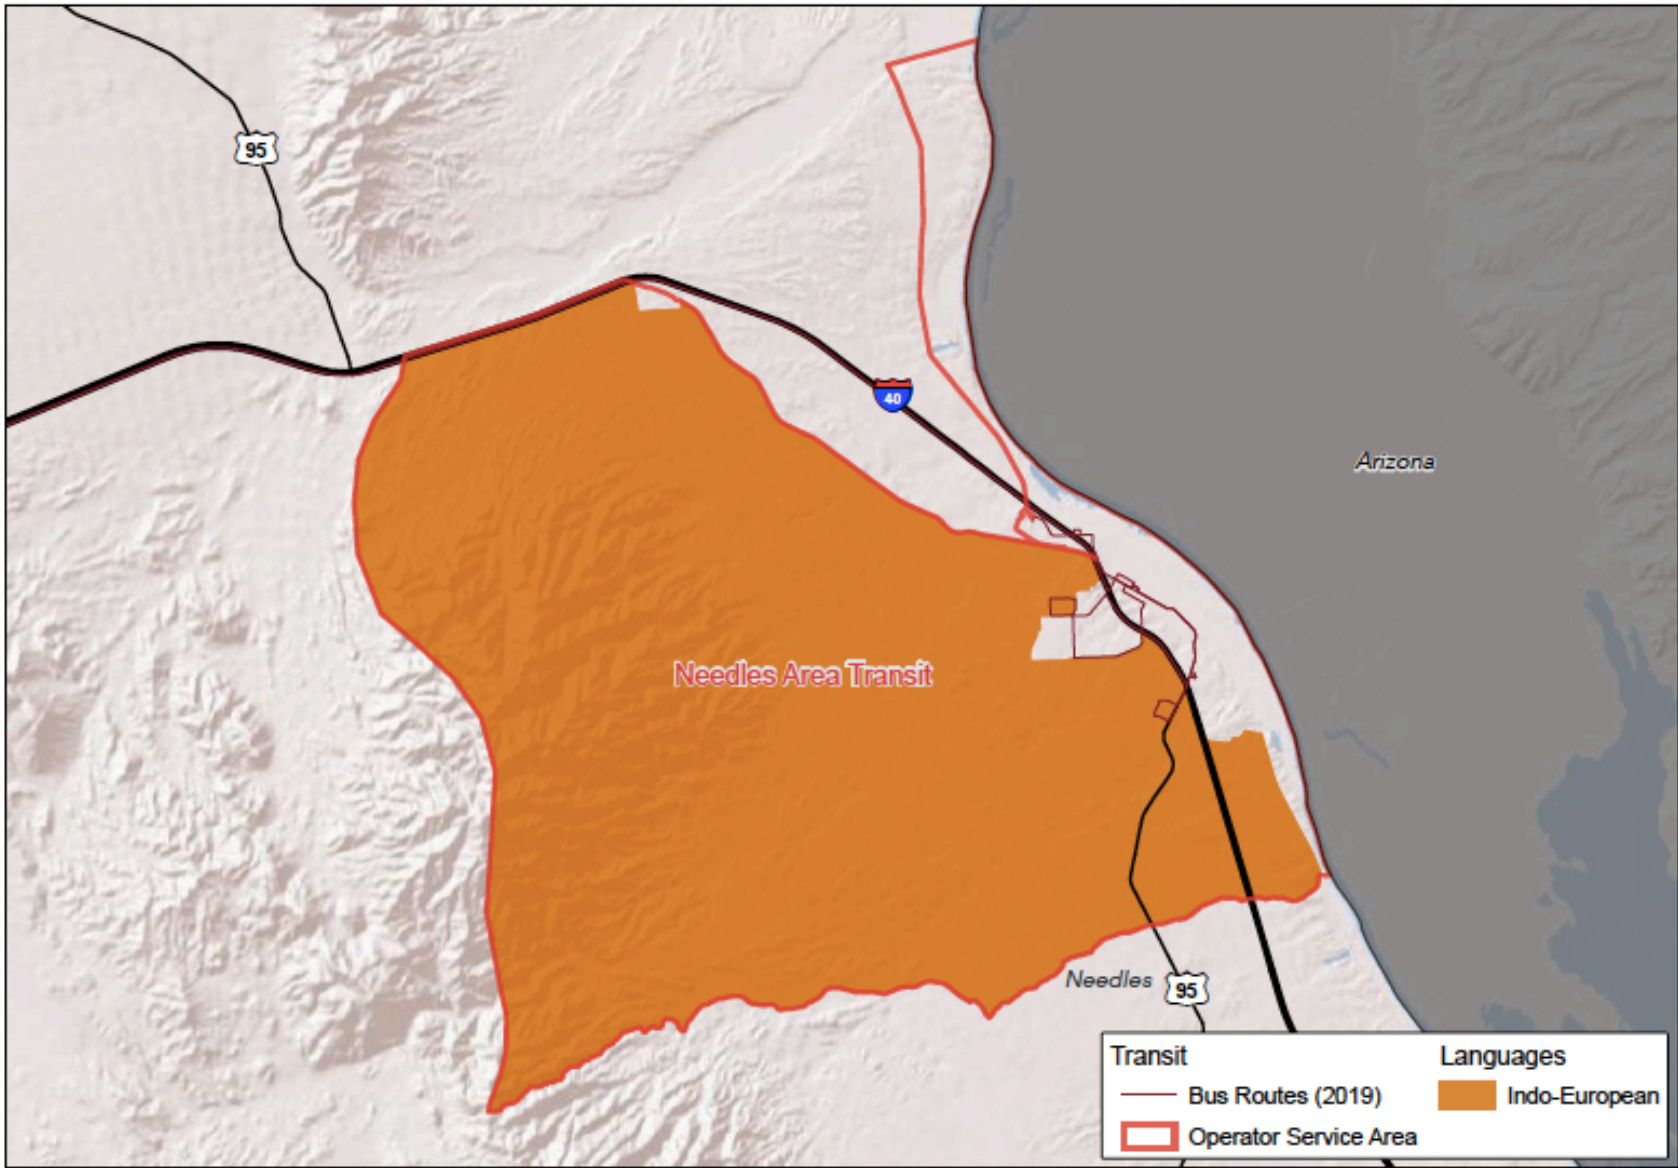 95
40
Arizona
Needles Area Transit
Needles
95
Transit
Languages
Bus Routes (2019)
Indo-European
Operator Service Area